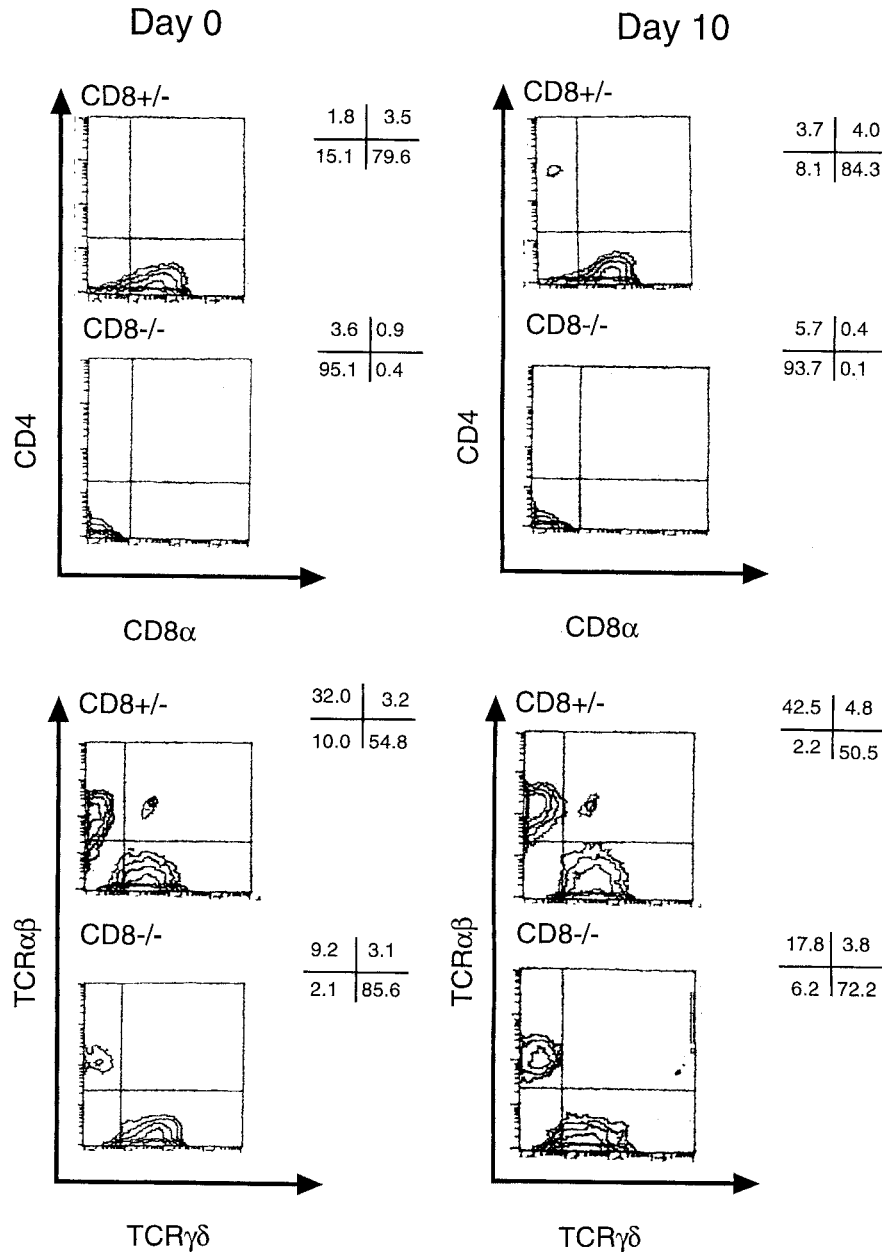 Day 0
Day 10
CD8+/-
1.8 3.5
15.1 79.6
CD8+/-
3.7 4.0
8.1 84.3
CD8-/-
3.6 0.9
95.1 0.4
CD8-/-
5.7 0.4
93.7 0.1
CD4
CD4
CD8α
CD8α
CD8+/-
32.0 3.2
10.0 54.8
CD8+/-
42.5 4.8
2.2 50.5
CD8-/-
9.2 3.1
2.1 85.6
CD8-/-
17.8 3.8
6.2 72.2
TCRαβ
TCRαβ
TCRγδ
TCRγδ